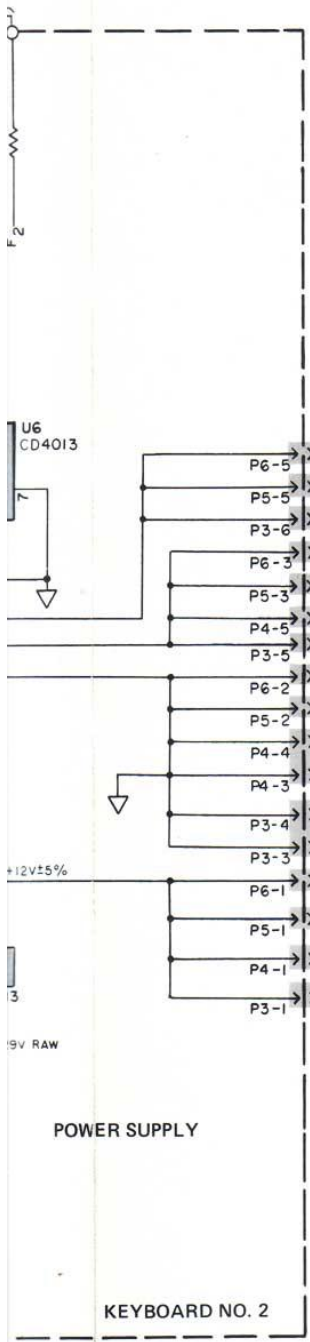 2
U6
CD4013
7
P6-5
P5-5
P3-6
P6-3
P5-3
P4-5
P3-5
P6-2
P5-2
P4-4
P4-3
P3-4
P3-3
+12V±5%
P6-1
P5-1
P4-1
P3-1
3
9V RAW
POWER SUPPLY
KEYBOARD NO. 2